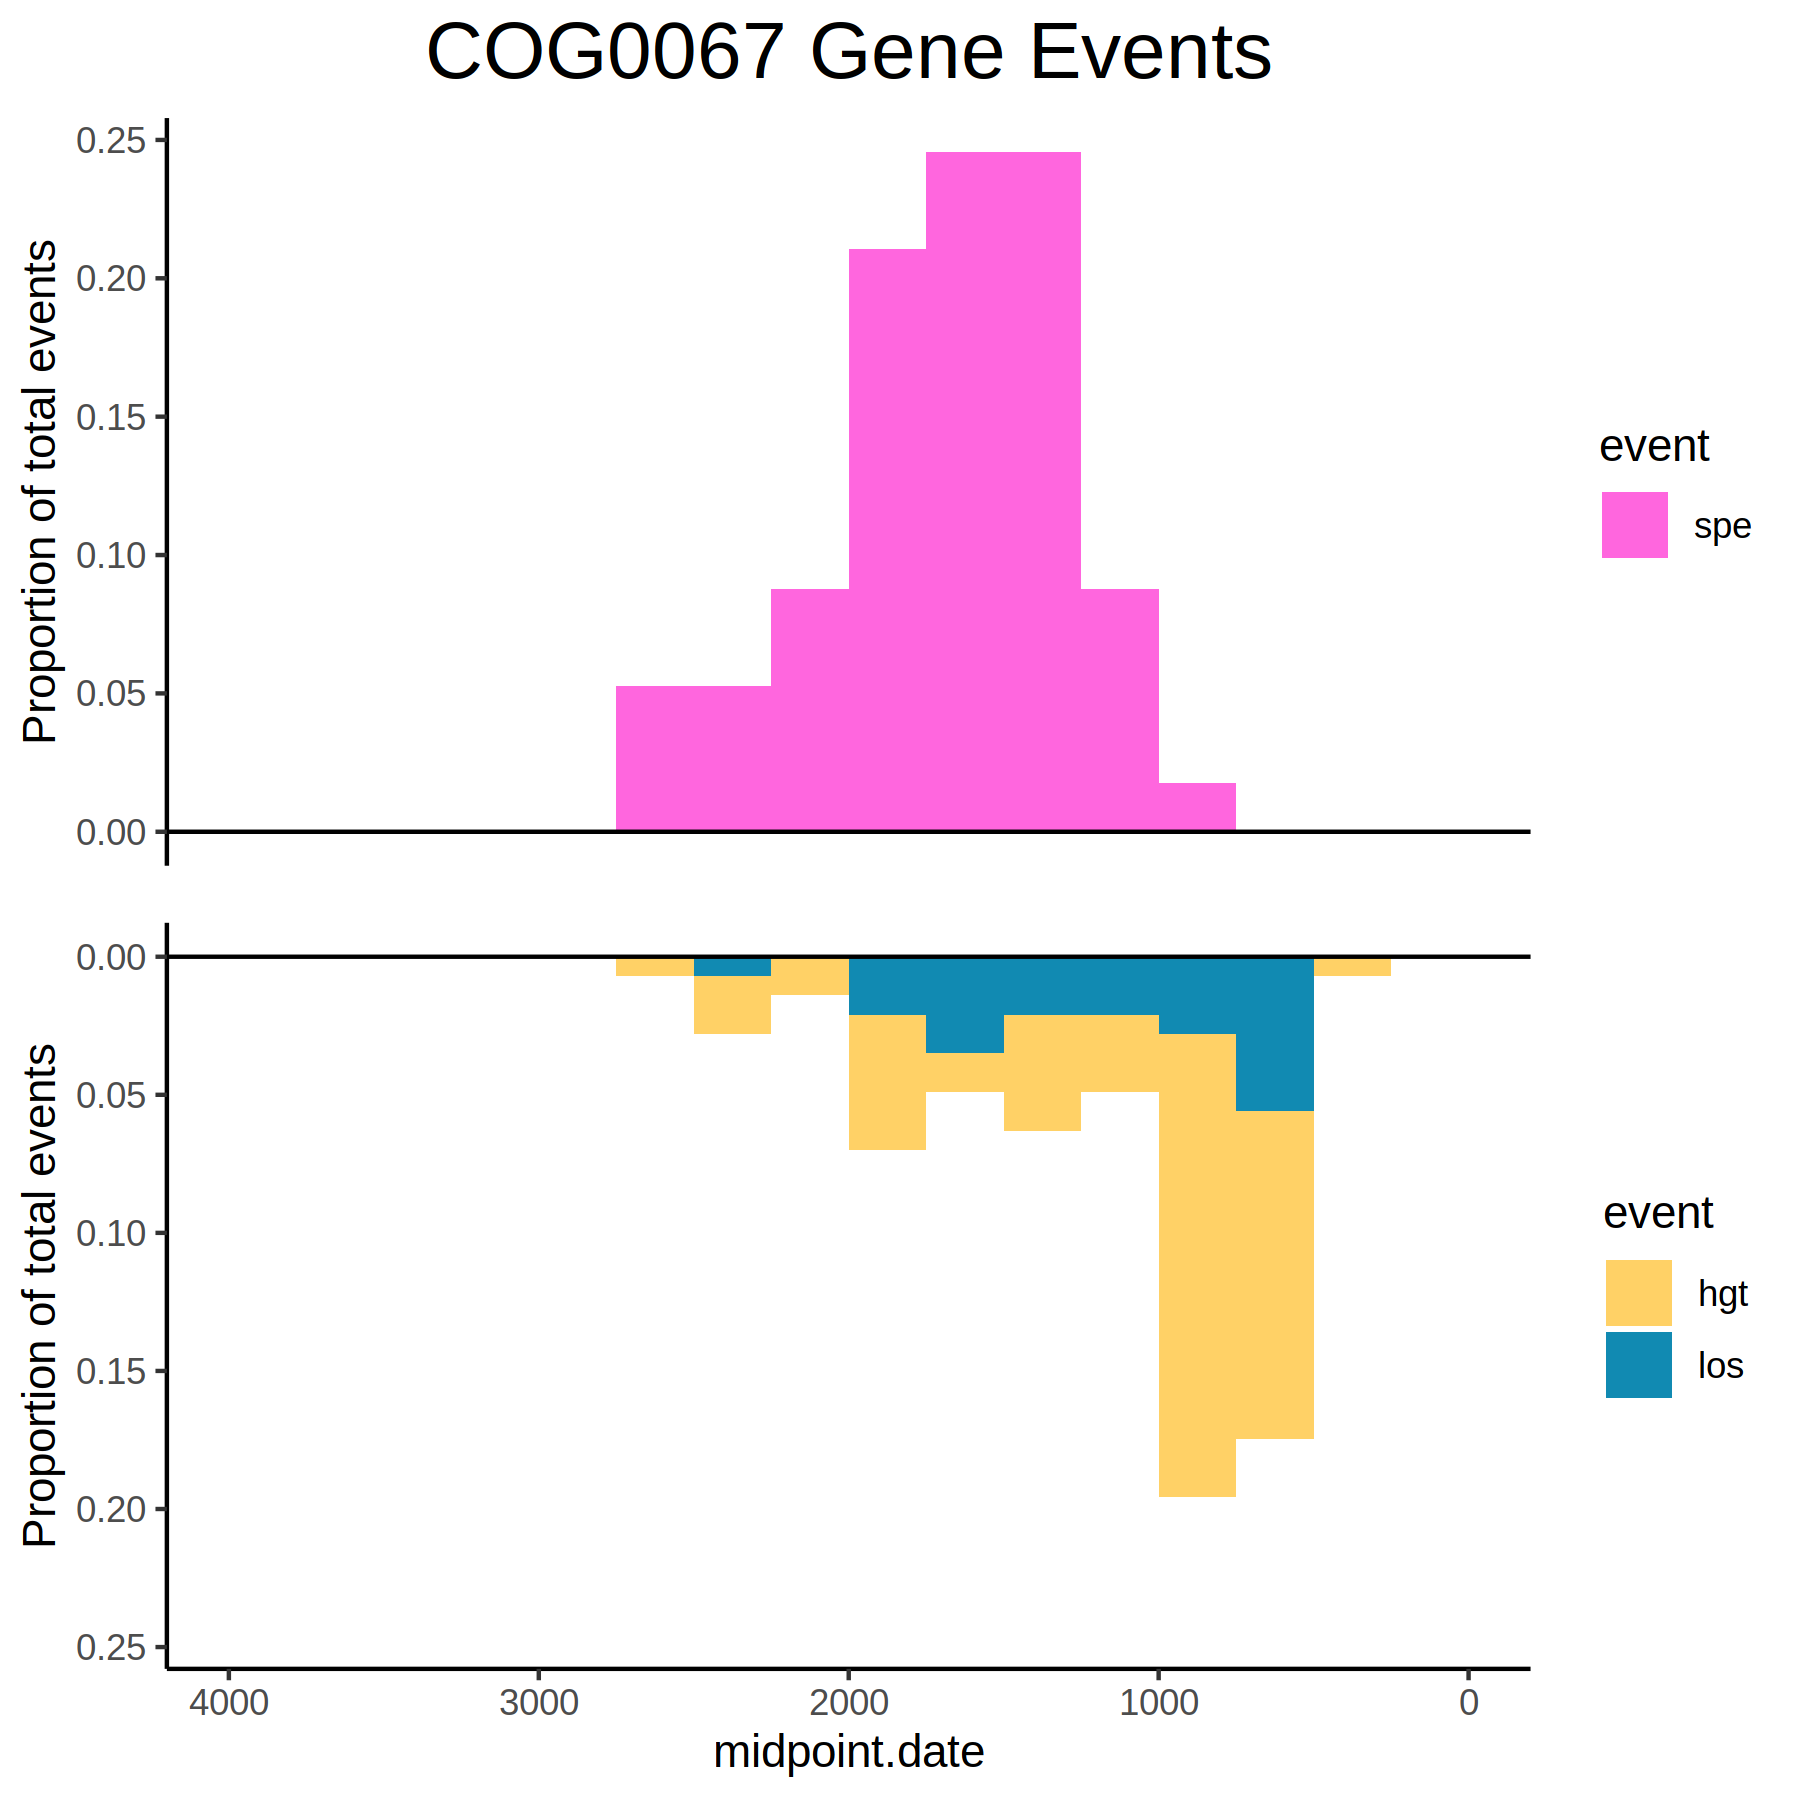 COG0067 Gene Events
Proportion of total events
0.25
0.20
0.15
0.10
0.05
0.00
event
spe
Proportion of total events
0.00
0.05
0.10
0.15
0.20
0.25
event
hgt
los
4000 3000 2000 1000 0
midpoint.date